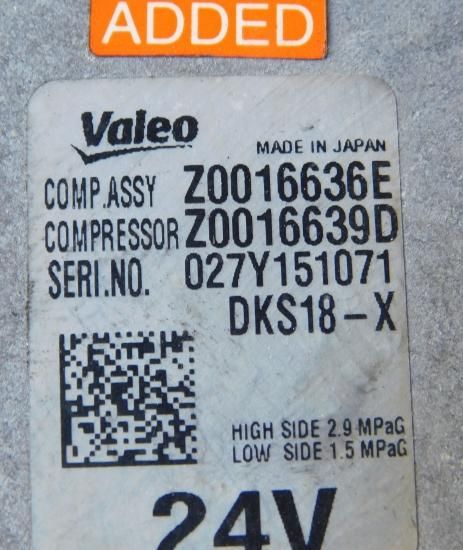 ADDED
Valeo
MADE IN JAPAN
COMP.ASSY Z0016636E
COMPRESSOR Z0016639D
SERI.NO. 027Y151071
DKS18-X
HIGH SIDE 2.9 MPaG
LOW SIDE 1.5 MPaG
24V